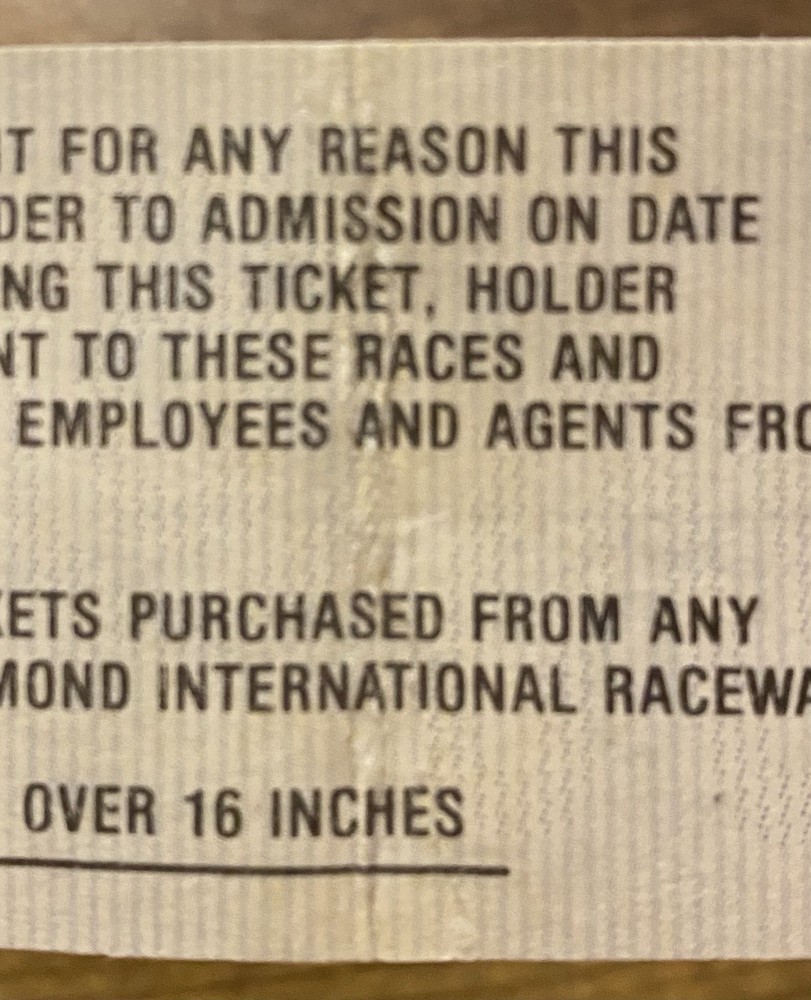 T FOR ANY REASON THIS
DER TO ADMISSION ON DATE
NG THIS TICKET, HOLDER
NT TO THESE RACES AND
EMPLOYEES AND AGENTS FRO
KETS PURCHASED FROM ANY
MOND INTERNATIONAL RACEWA
OVER 16 INCHES